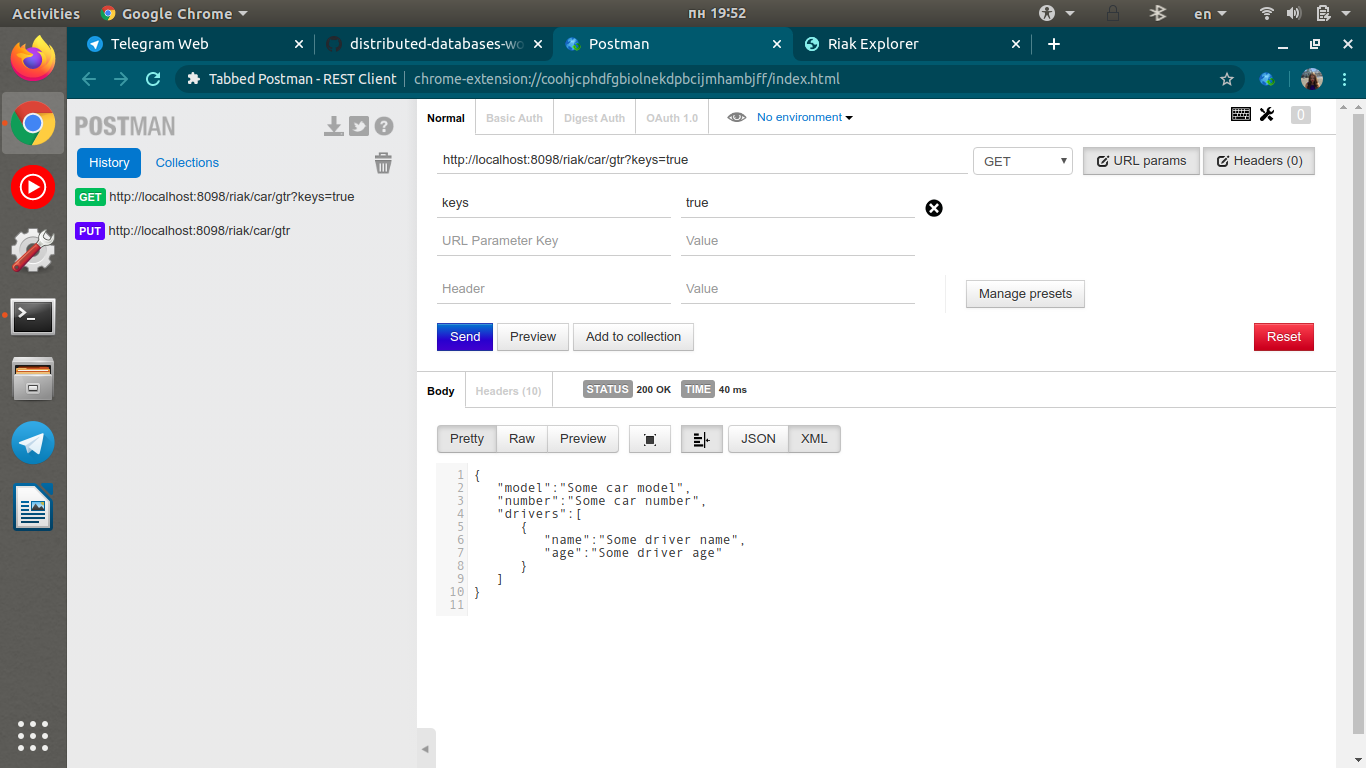 Activities Google Chrome пн 19:52 en
Telegram Web distributed-databases-wo Postman Riak Explorer
Tabbed Postman - REST Client chrome-extension://coohjcphdfgbiolnekdpbcijmhambjff/index.html
POSTMAN
History Collections
GET http://localhost:8098/riak/car/gtr?keys=true
PUT http://localhost:8098/riak/car/gtr
Normal Basic Auth Digest Auth OAuth 1.0 No environment 0
http://localhost:8098/riak/car/gtr?keys=true GET URL params Headers (0)
keys true
URL Parameter Key Value
Header Value Manage presets
Send Preview Add to collection Reset
Body Headers (10) STATUS 200 OK TIME 40 ms
Pretty Raw Preview JSON XML
1 {
2 "model":"Some car model",
3 "number":"Some car number",
4 "drivers":[
5 {
6 "name":"Some driver name",
7 "age":"Some driver age"
8 }
9 ]
10 }
11